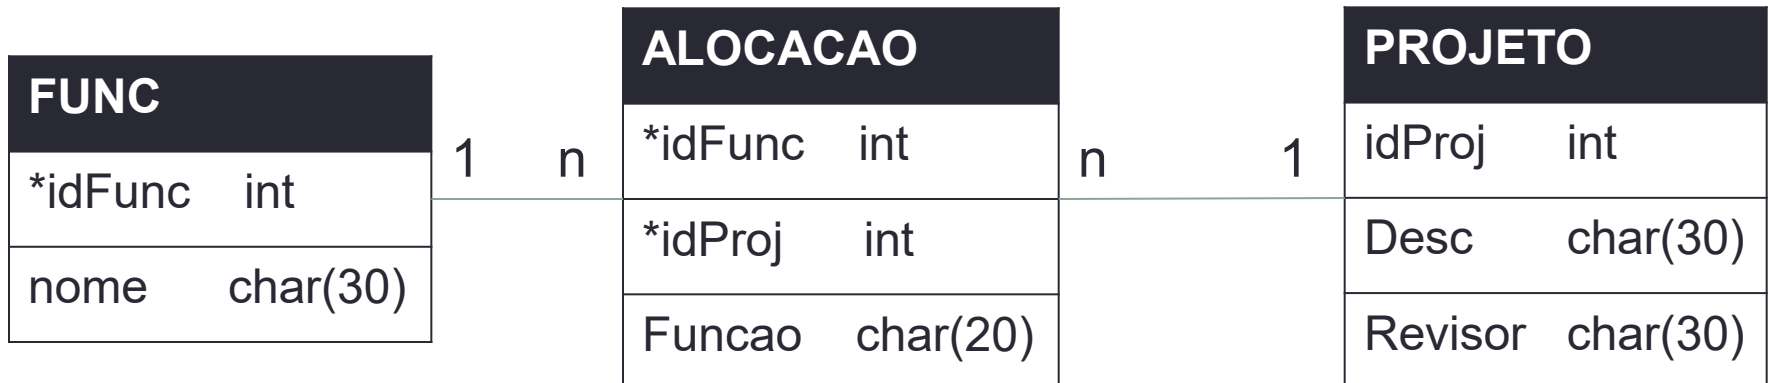 FUNC
*idFunc int
nome char(30)
1 n
ALOCACAO
*idFunc int
*idProj int
Funcao char(20)
n 1
PROJETO
idProj int
Desc char(30)
Revisor char(30)